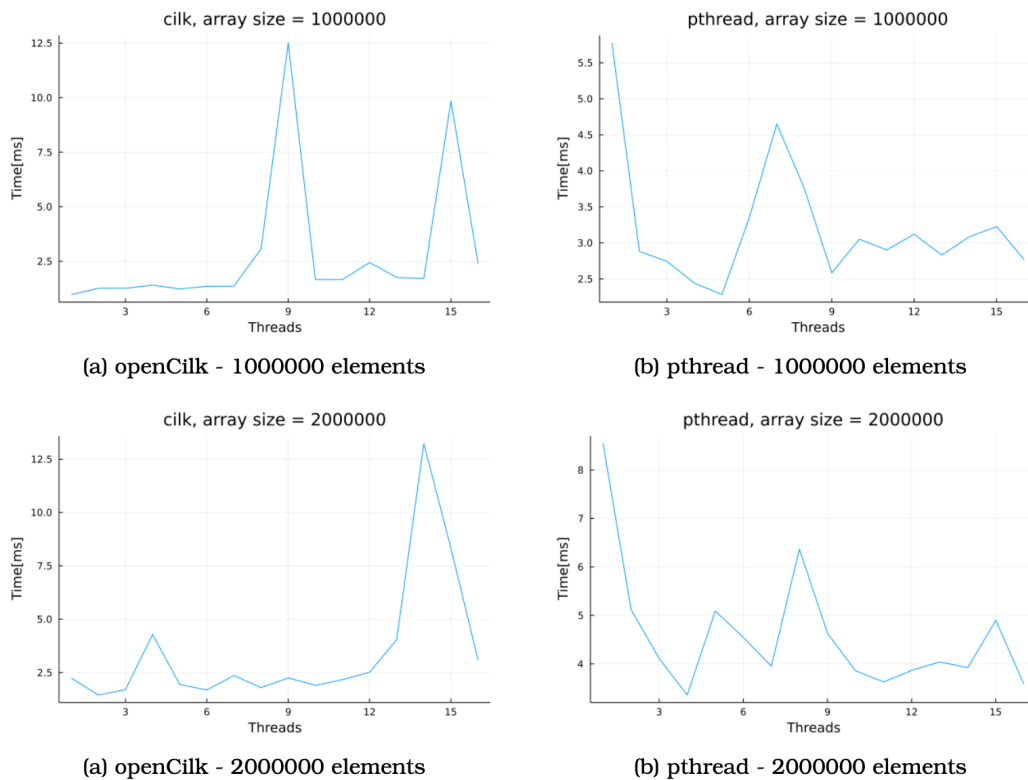 cilk, array size = 1000000
12.5
10.0
7.5
5.0
2.5
Time[ms]
3 6 9 12 15
Threads
(a) openCilk - 1000000 elements
pthread, array size = 1000000
5.5
5.0
4.5
4.0
3.5
3.0
2.5
Time[ms]
3 6 9 12 15
Threads
(b) pthread - 1000000 elements
cilk, array size = 2000000
12.5
10.0
7.5
5.0
2.5
Time[ms]
3 6 9 12 15
Threads
(a) openCilk - 2000000 elements
pthread, array size = 2000000
8
7
6
5
4
Time[ms]
3 6 9 12 15
Threads
(b) pthread - 2000000 elements